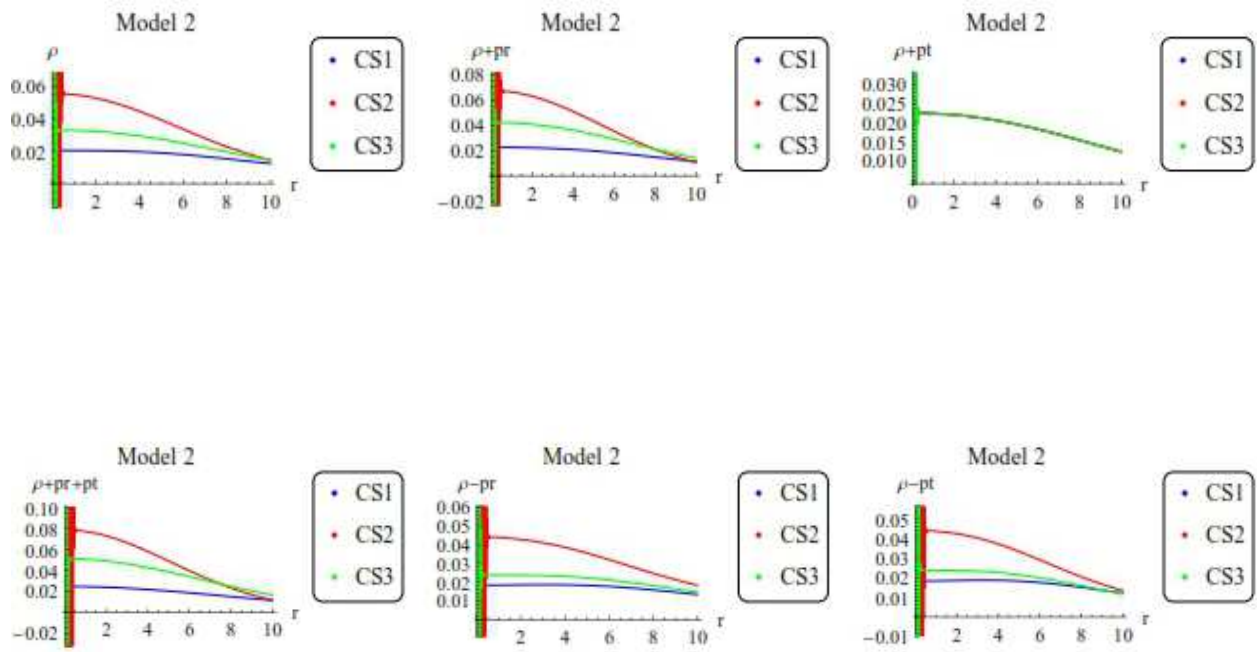 Model 2
ρ
0.06
0.04
0.02
2 4 6 8 10
r
CS1
CS2
CS3
Model 2
ρ+pr
0.08
0.06
0.04
0.02
−0.02
2 4 6 8 10
r
CS1
CS2
CS3
Model 2
ρ+pt
0.030
0.025
0.020
0.015
0.010
0 2 4 6 8 10
r
CS1
CS2
CS3
Model 2
ρ+pr+pt
0.10
0.08
0.06
0.04
0.02
−0.02
2 4 6 8 10
r
CS1
CS2
CS3
Model 2
ρ−pr
0.06
0.05
0.04
0.03
0.02
0.01
2 4 6 8 10
r
CS1
CS2
CS3
Model 2
ρ−pt
0.05
0.04
0.03
0.02
0.01
−0.01
2 4 6 8 10
r
CS1
CS2
CS3